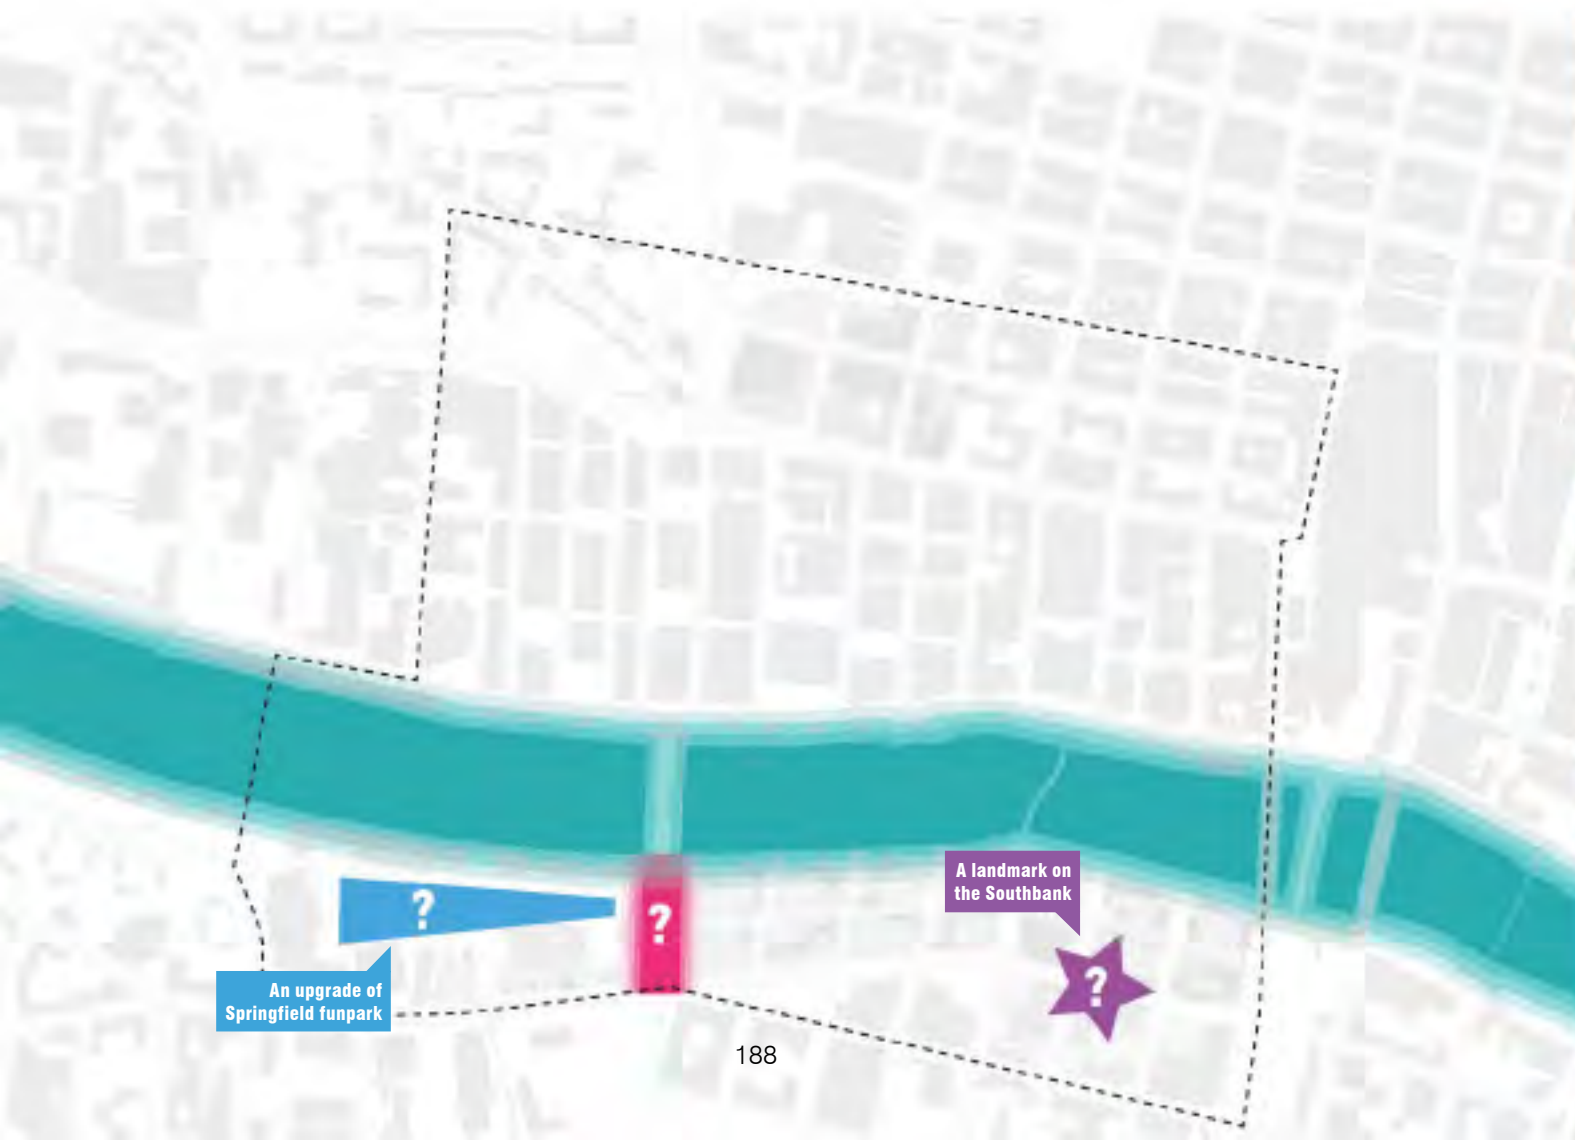 A landmark on
the Southbank
?
?
?
An upgrade of
Springfield funpark
188